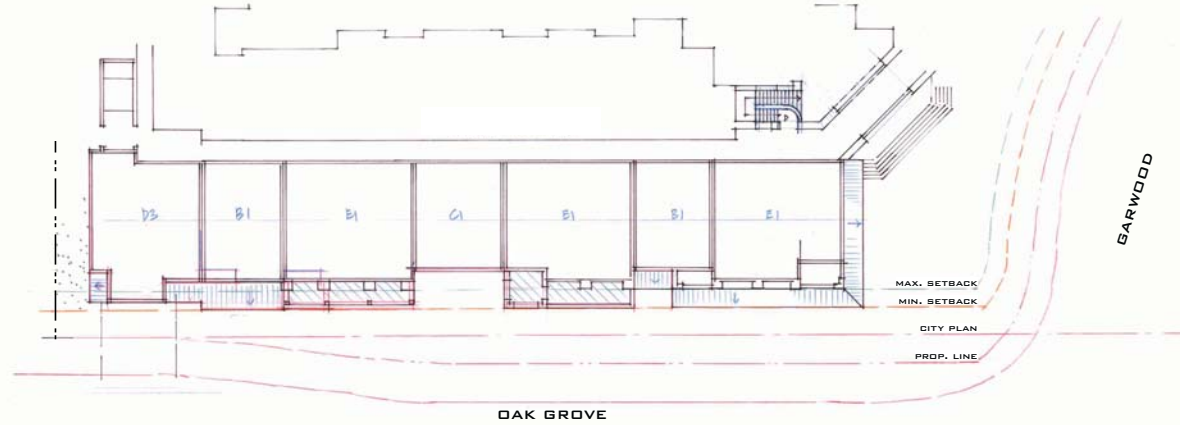 D3 B1 E1 C1 E1 B1 E1
MAX. SETBACK
MIN. SETBACK
CITY PLAN
PROP. LINE
OAK GROVE
GARWOOD